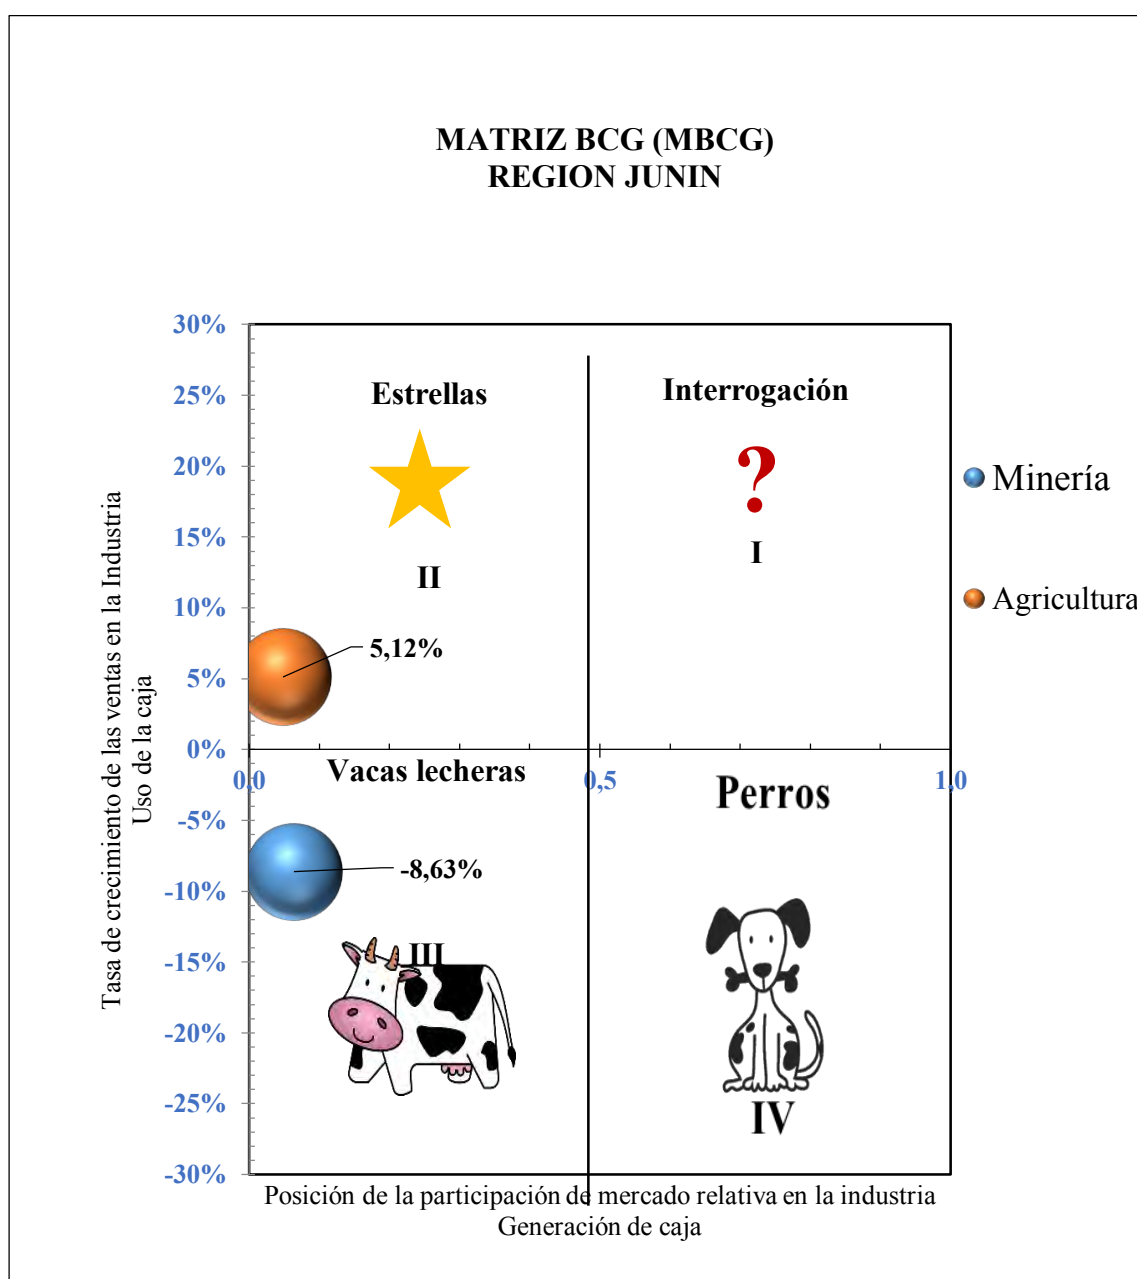 MATRIZ BCG (MBCG)
REGION JUNIN
30%
25%
20%
15%
10%
5%
0%
-5%
-10%
-15%
-20%
-25%
-30%
Tasa de crecimiento de las ventas en la Industria
Uso de la caja
Estrellas
II
Interrogación
?
I
5,12%
0,0
0,5
1,0
Vacas lecheras
-8,63%
III
Perros
IV
Minería
Agricultura
Posición de la participación de mercado relativa en la industria
Generación de caja